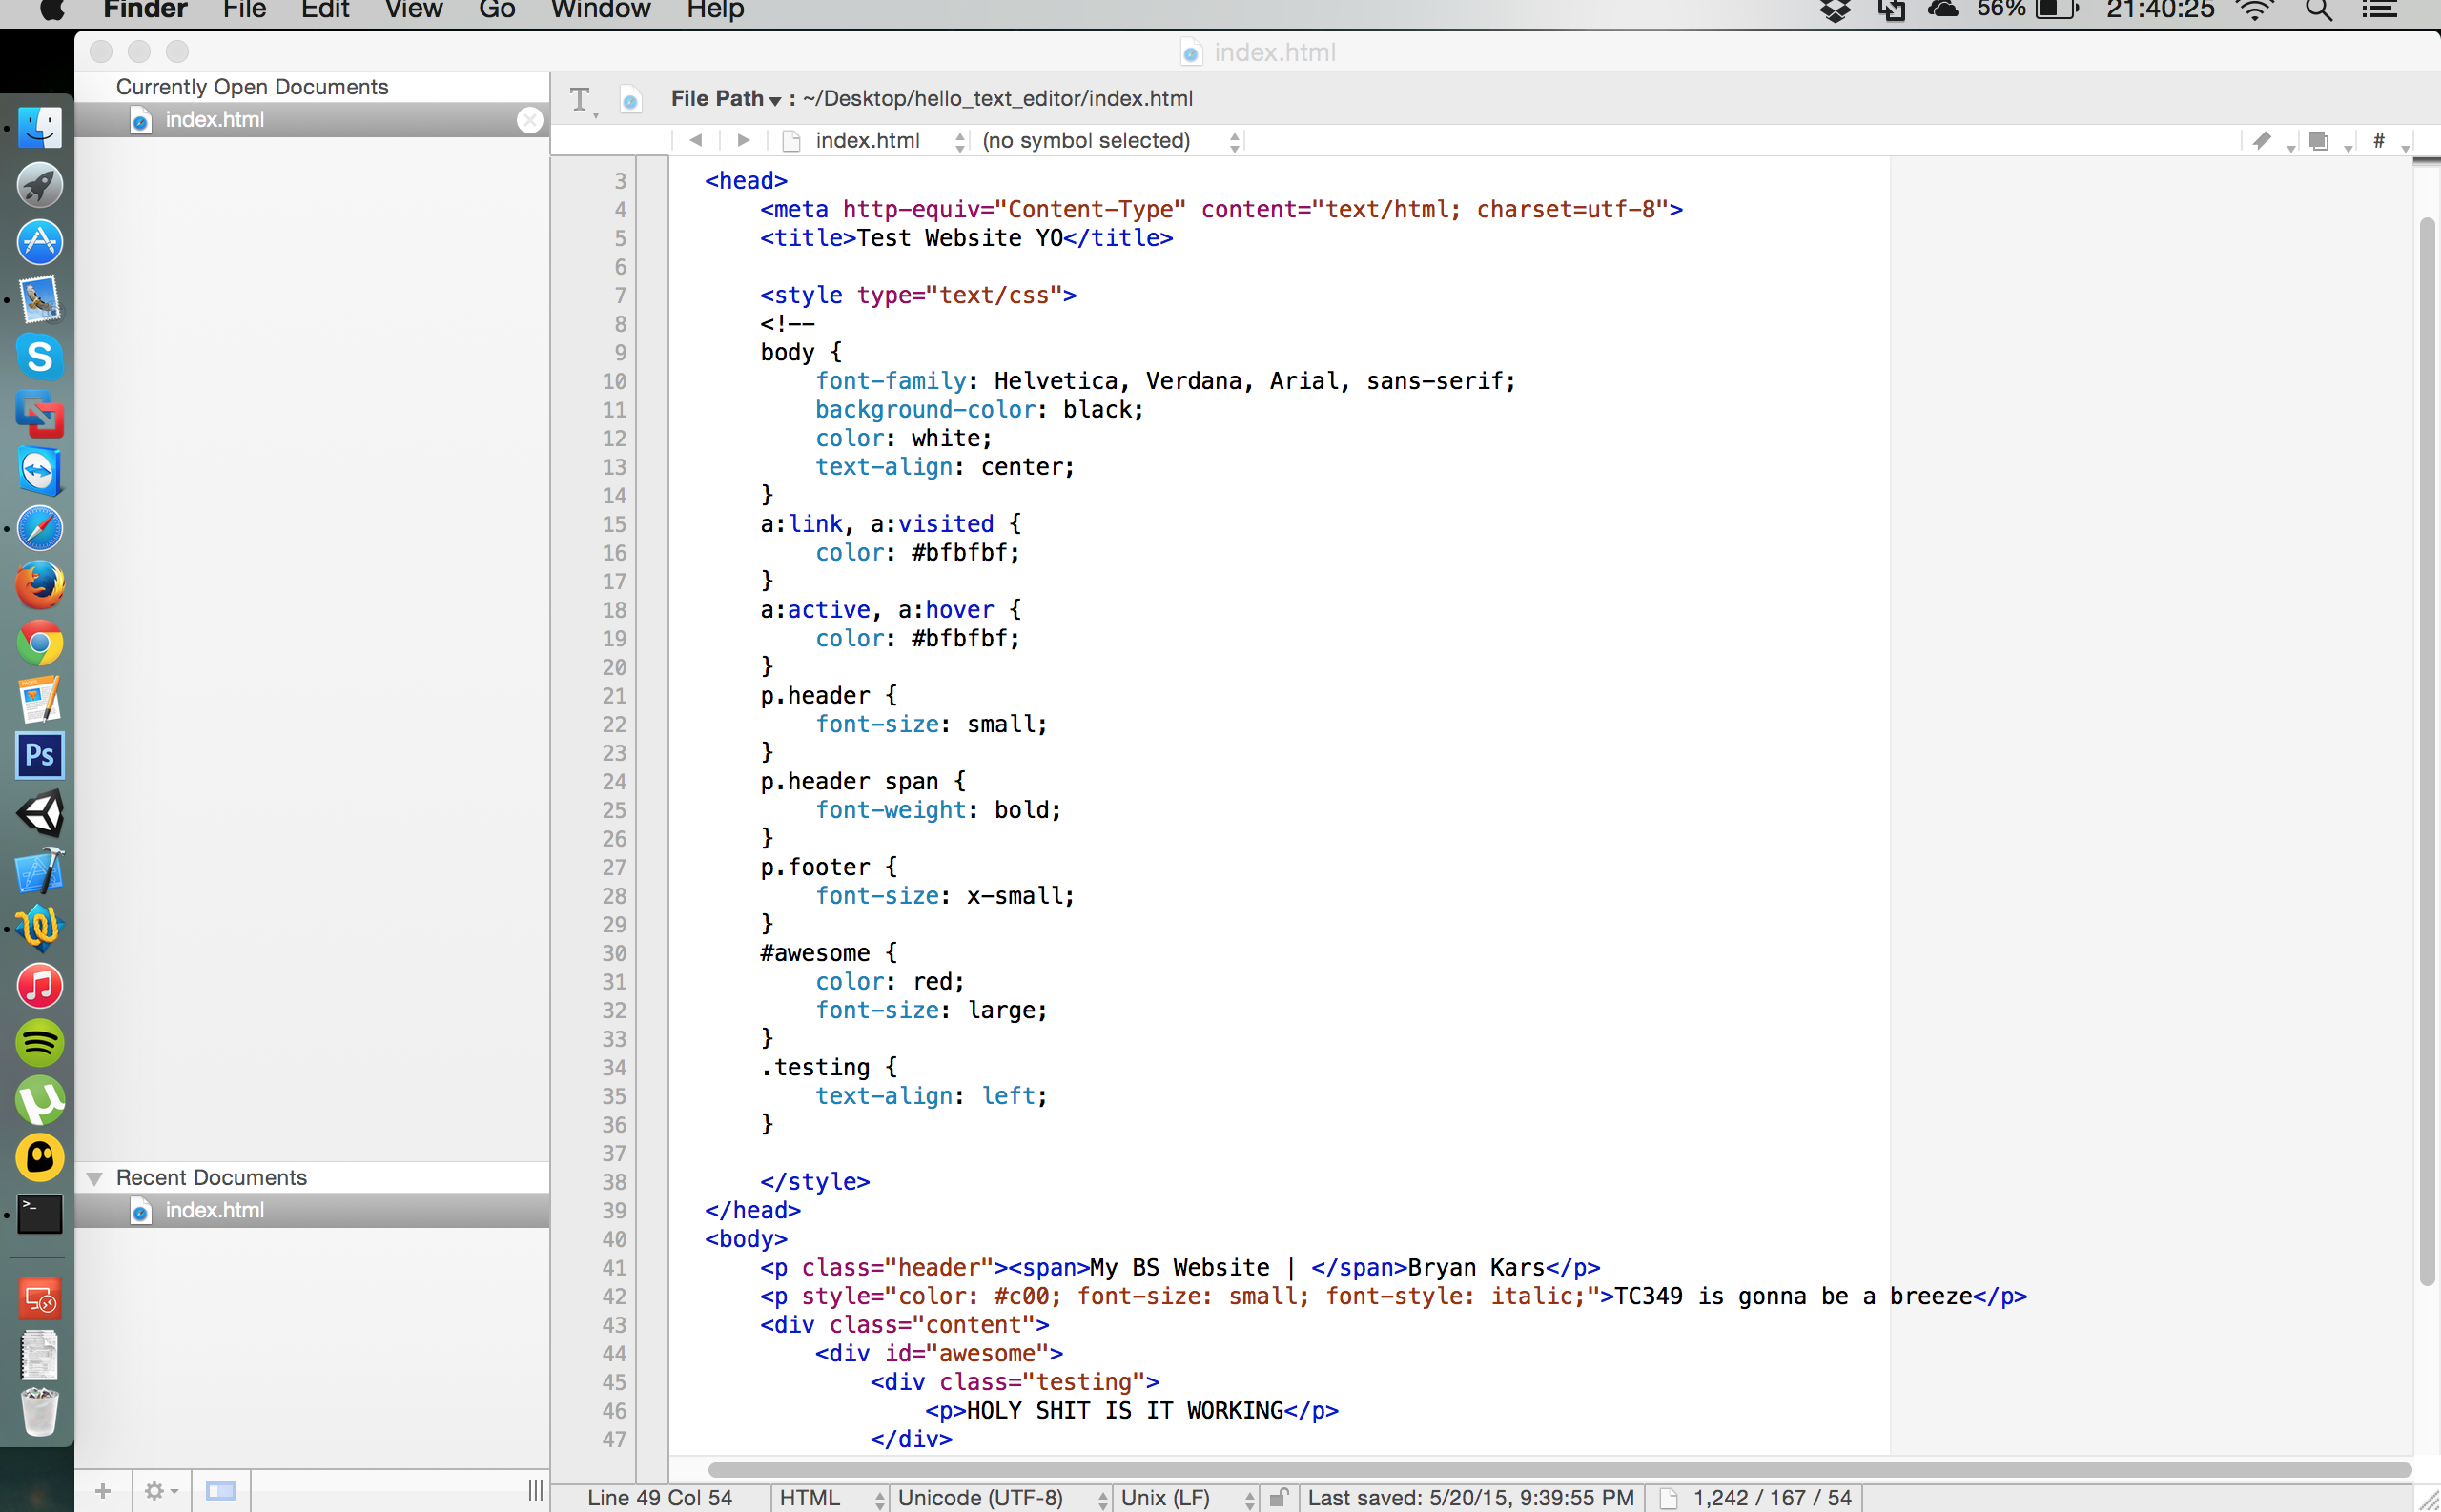 Finder File Edit View Go Window Help 56% 21:40:25
index.html
Currently Open Documents
index.html
T File Path : ~/Desktop/hello_text_editor/index.html
index.html (no symbol selected) #
3 <head>
4 <meta http-equiv="Content-Type" content="text/html; charset=utf-8">
5 <title>Test Website YO</title>
6
7 <style type="text/css">
8 <!--
9 body {
10 font-family: Helvetica, Verdana, Arial, sans-serif;
11 background-color: black;
12 color: white;
13 text-align: center;
14 }
15 a:link, a:visited {
16 color: #bfbfbf;
17 }
18 a:active, a:hover {
19 color: #bfbfbf;
20 }
21 p.header {
22 font-size: small;
23 }
24 p.header span {
25 font-weight: bold;
26 }
27 p.footer {
28 font-size: x-small;
29 }
30 #awesome {
31 color: red;
32 font-size: large;
33 }
34 .testing {
35 text-align: left;
36 }
37
38 </style>
39 </head>
40 <body>
41 <p class="header"><span>My BS Website | </span>Bryan Kars</p>
42 <p style="color: #c00; font-size: small; font-style: italic;">TC349 is gonna be a breeze</p>
43 <div class="content">
44 <div id="awesome">
45 <div class="testing">
46 <p>HOLY SHIT IS IT WORKING</p>
47 </div>
Recent Documents
index.html
S
Ps
Line 49 Col 54 HTML Unicode (UTF-8) Unix (LF) Last saved: 5/20/15, 9:39:55 PM 1,242 / 167 / 54